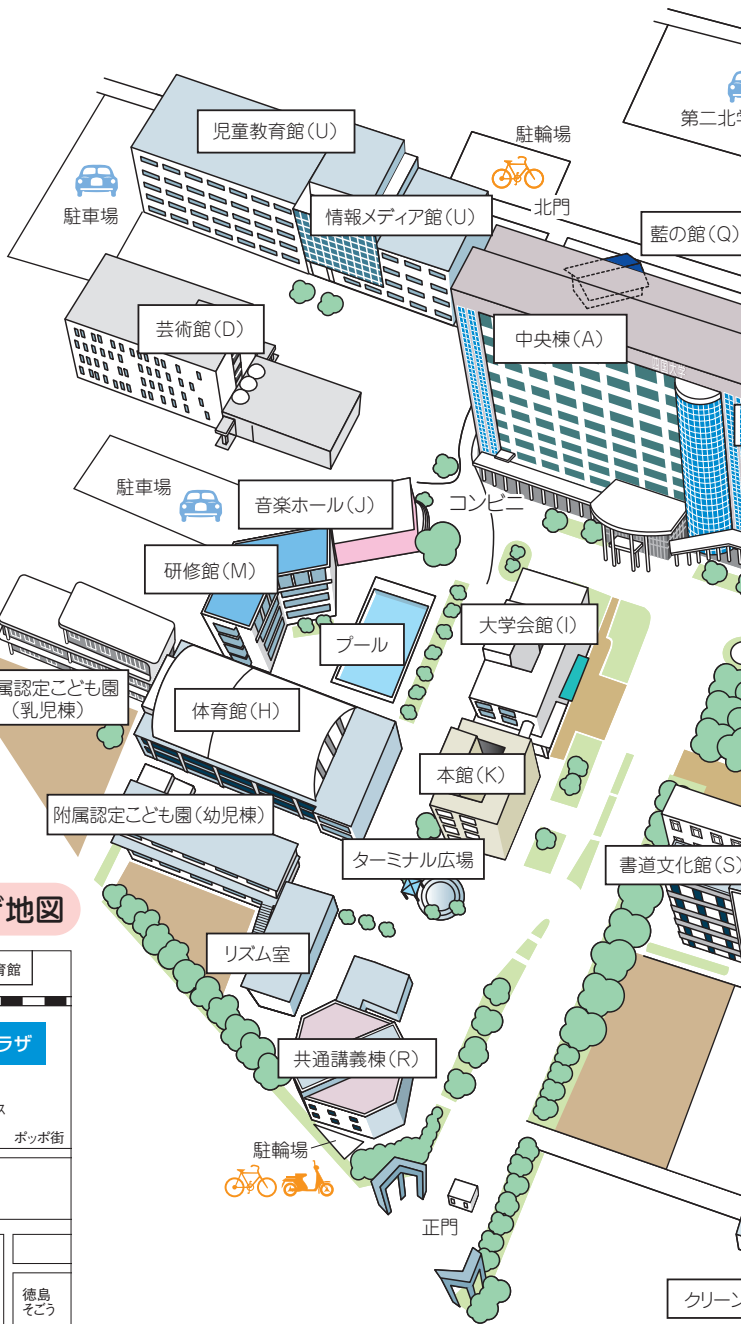 児童教育館(U)
駐輪場
第二北
駐車場
情報メディア館(U)
北門
藍の館(Q)
芸術館(D)
中央棟(A)
四国大学
駐車場
音楽ホール(J)
コンビニ
研修館(M)
大学会館(I)
プール
属認定こども園
(乳児棟)
体育館(H)
本館(K)
附属認定こども園(幼児棟)
ターミナル広場
書道文化館(S)
地図
育館
リズム室
ラザ
ス
共通講義棟(R)
ポッポ街
駐輪場
正門
徳島
そごう
クリーン